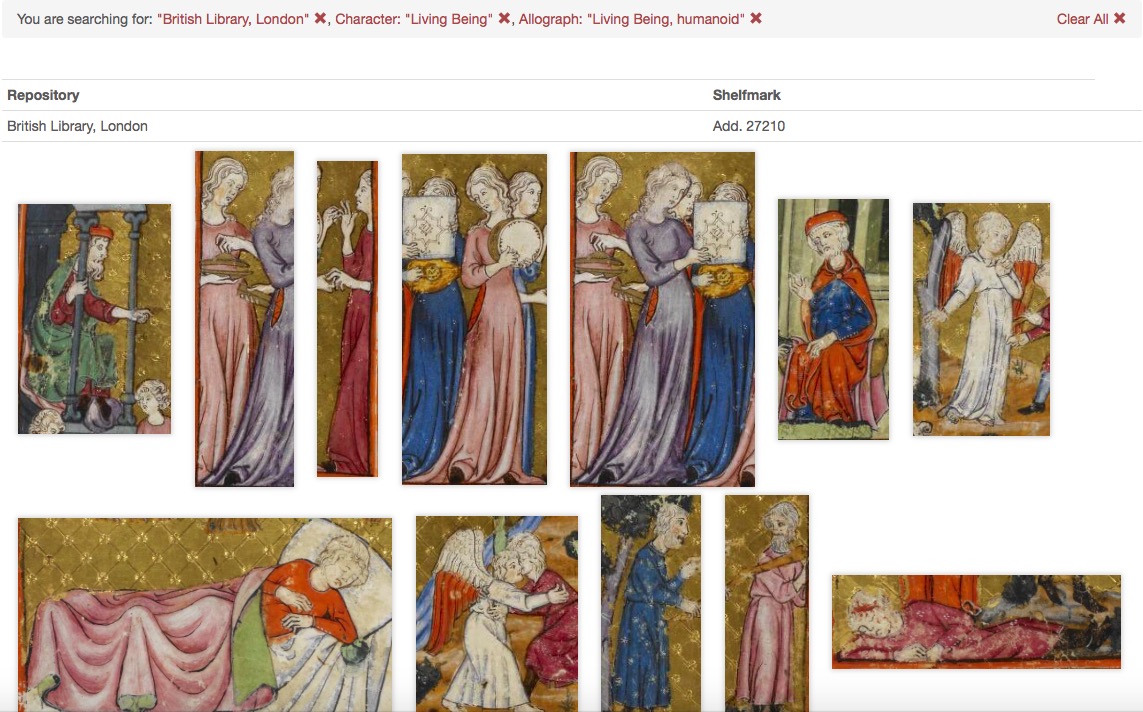 You are searching for: "British Library, London" ✖, Character: "Living Being" ✖, Allograph: "Living Being, humanoid" ✖ Clear All ✖
Repository Shelfmark
British Library, London Add. 27210